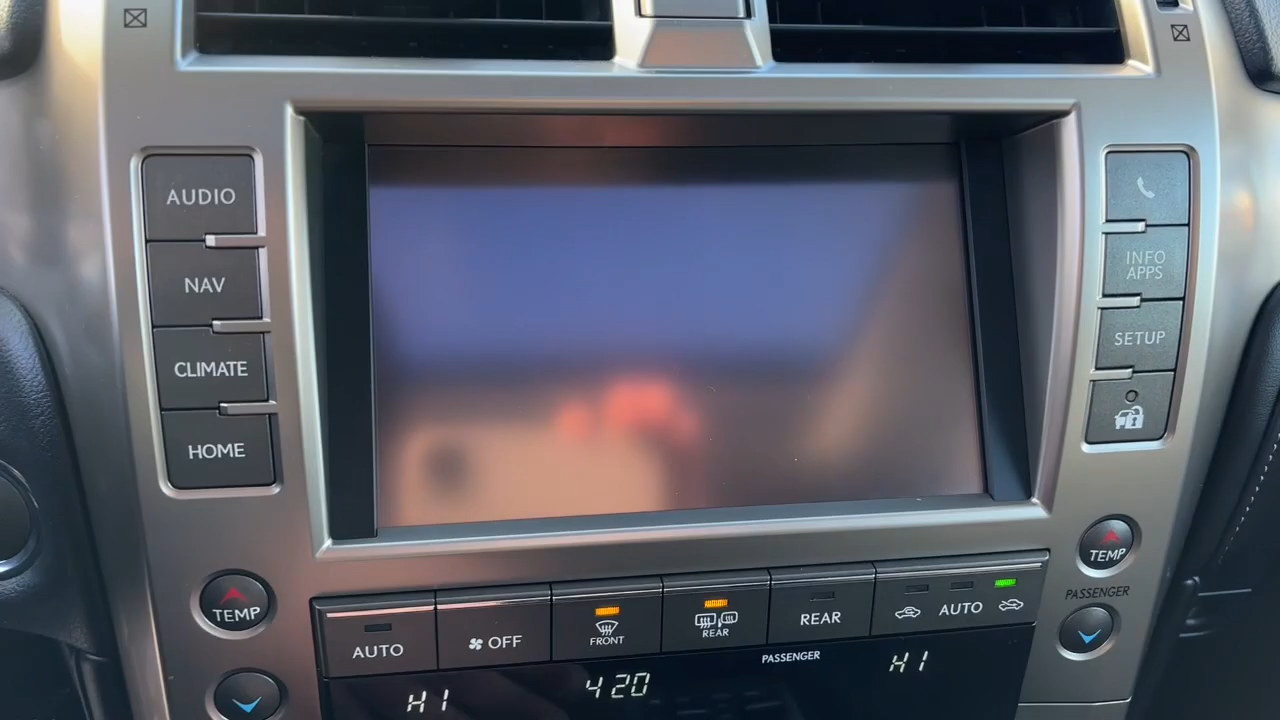 AUDIO
NAV
CLIMATE
HOME
INFO
APPS
SETUP
TEMP
TEMP
PASSENGER
AUTO
OFF
FRONT
REAR
REAR
AUTO
PASSENGER
HI
420
HI